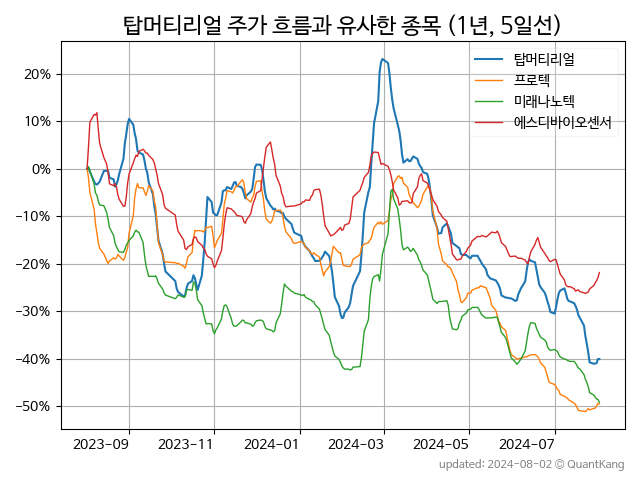 탑머티리얼 주가 흐름과 유사한 종목 (1년, 5일선)
탑머티리얼
프로텍
미래나노텍
에스디바이오센서
20%
10%
0%
−10%
−20%
−30%
−40%
−50%
2023-09 2023-11 2024-01 2024-03 2024-05 2024-07
updated: 2024-08-02 © QuantKang